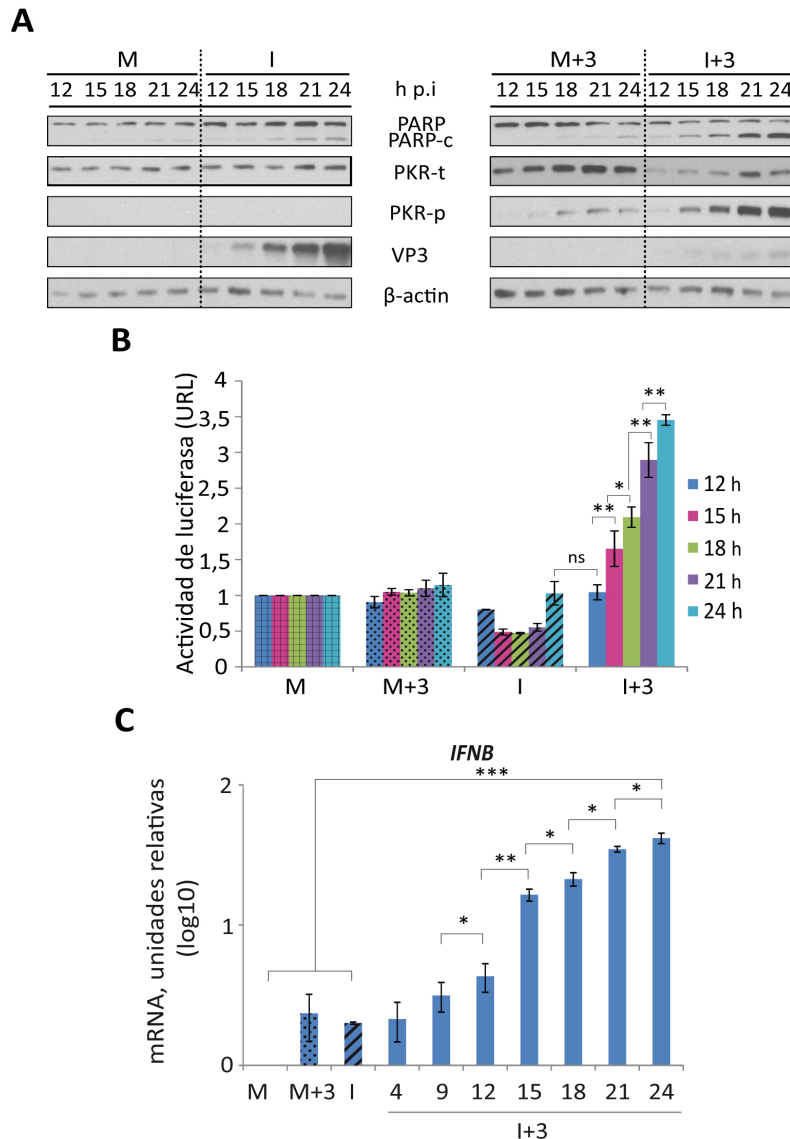 A
M I M+3 I+3
12 15 18 21 24 12 15 18 21 24 h p.i 12 15 18 21 24 12 15 18 21 24
PARP
PARP-c
PKR-t
PKR-p
VP3
β-actin
B
Actividad de luciferasa (URL)
4
3,5
3
2,5
2
1,5
1
0,5
0
ns
**
*
**
**
M M+3 I I+3
12 h
15 h
18 h
21 h
24 h
C
IFNB
mRNA, unidades relativas
(log10)
2
1
0
***
*
**
*
*
*
M M+3 I 4 9 12 15 18 21 24
I+3